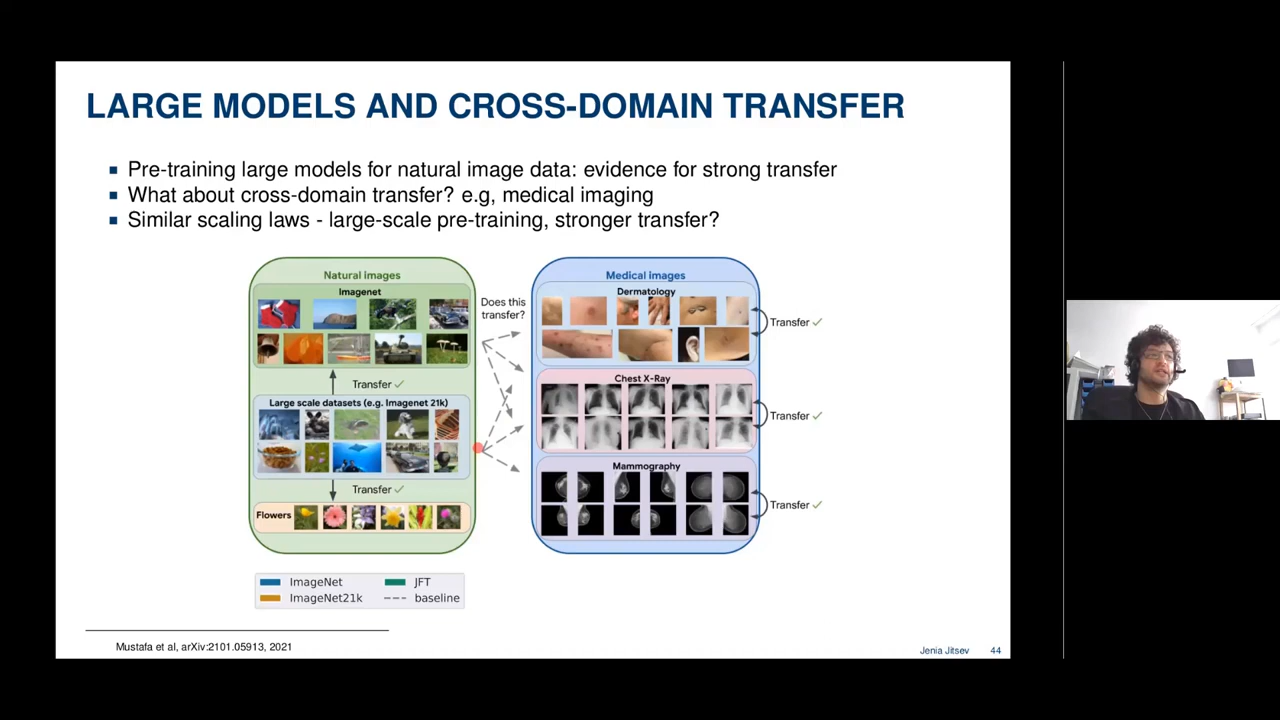 LARGE MODELS AND CROSS-DOMAIN TRANSFER
Pre-training large models for natural image data: evidence for strong transfer
What about cross-domain transfer? e.g, medical imaging
Similar scaling laws - large-scale pre-training, stronger transfer?
Natural images
Imagenet
Transfer ✓
Large scale datasets (e.g. Imagenet 21k)
Transfer ✓
Flowers
Does this
transfer?
Medical images
Dermatology
Transfer ✓
Chest X-Ray
Transfer ✓
Mammography
Transfer ✓
ImageNet
JFT
ImageNet21k
baseline
Mustafa et al, arXiv:2101.05913, 2021
Jenia Jitsev
44